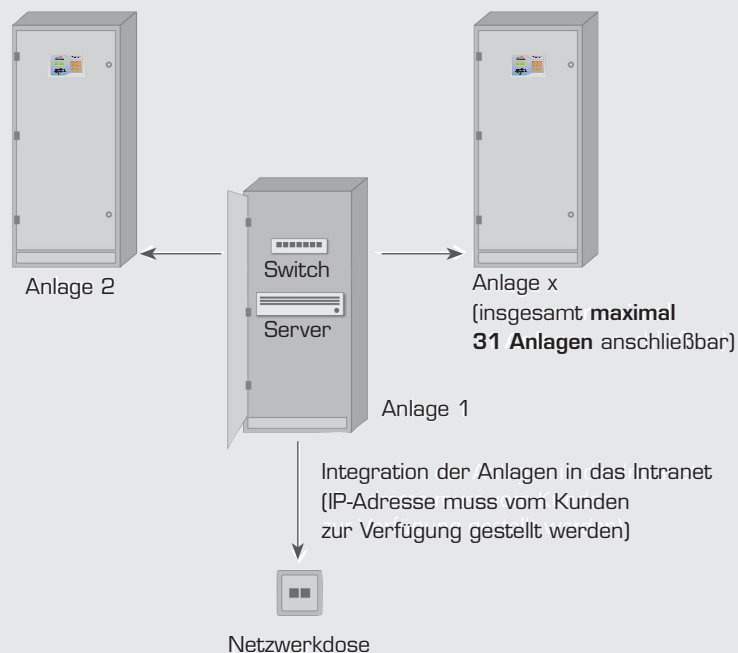 Anlage 2
Switch
Server
Anlage 1
Anlage x
(insgesamt maximal
31 Anlagen anschließbar)
Integration der Anlagen in das Intranet
(IP-Adresse muss vom Kunden
zur Verfügung gestellt werden)
Netzwerkdose